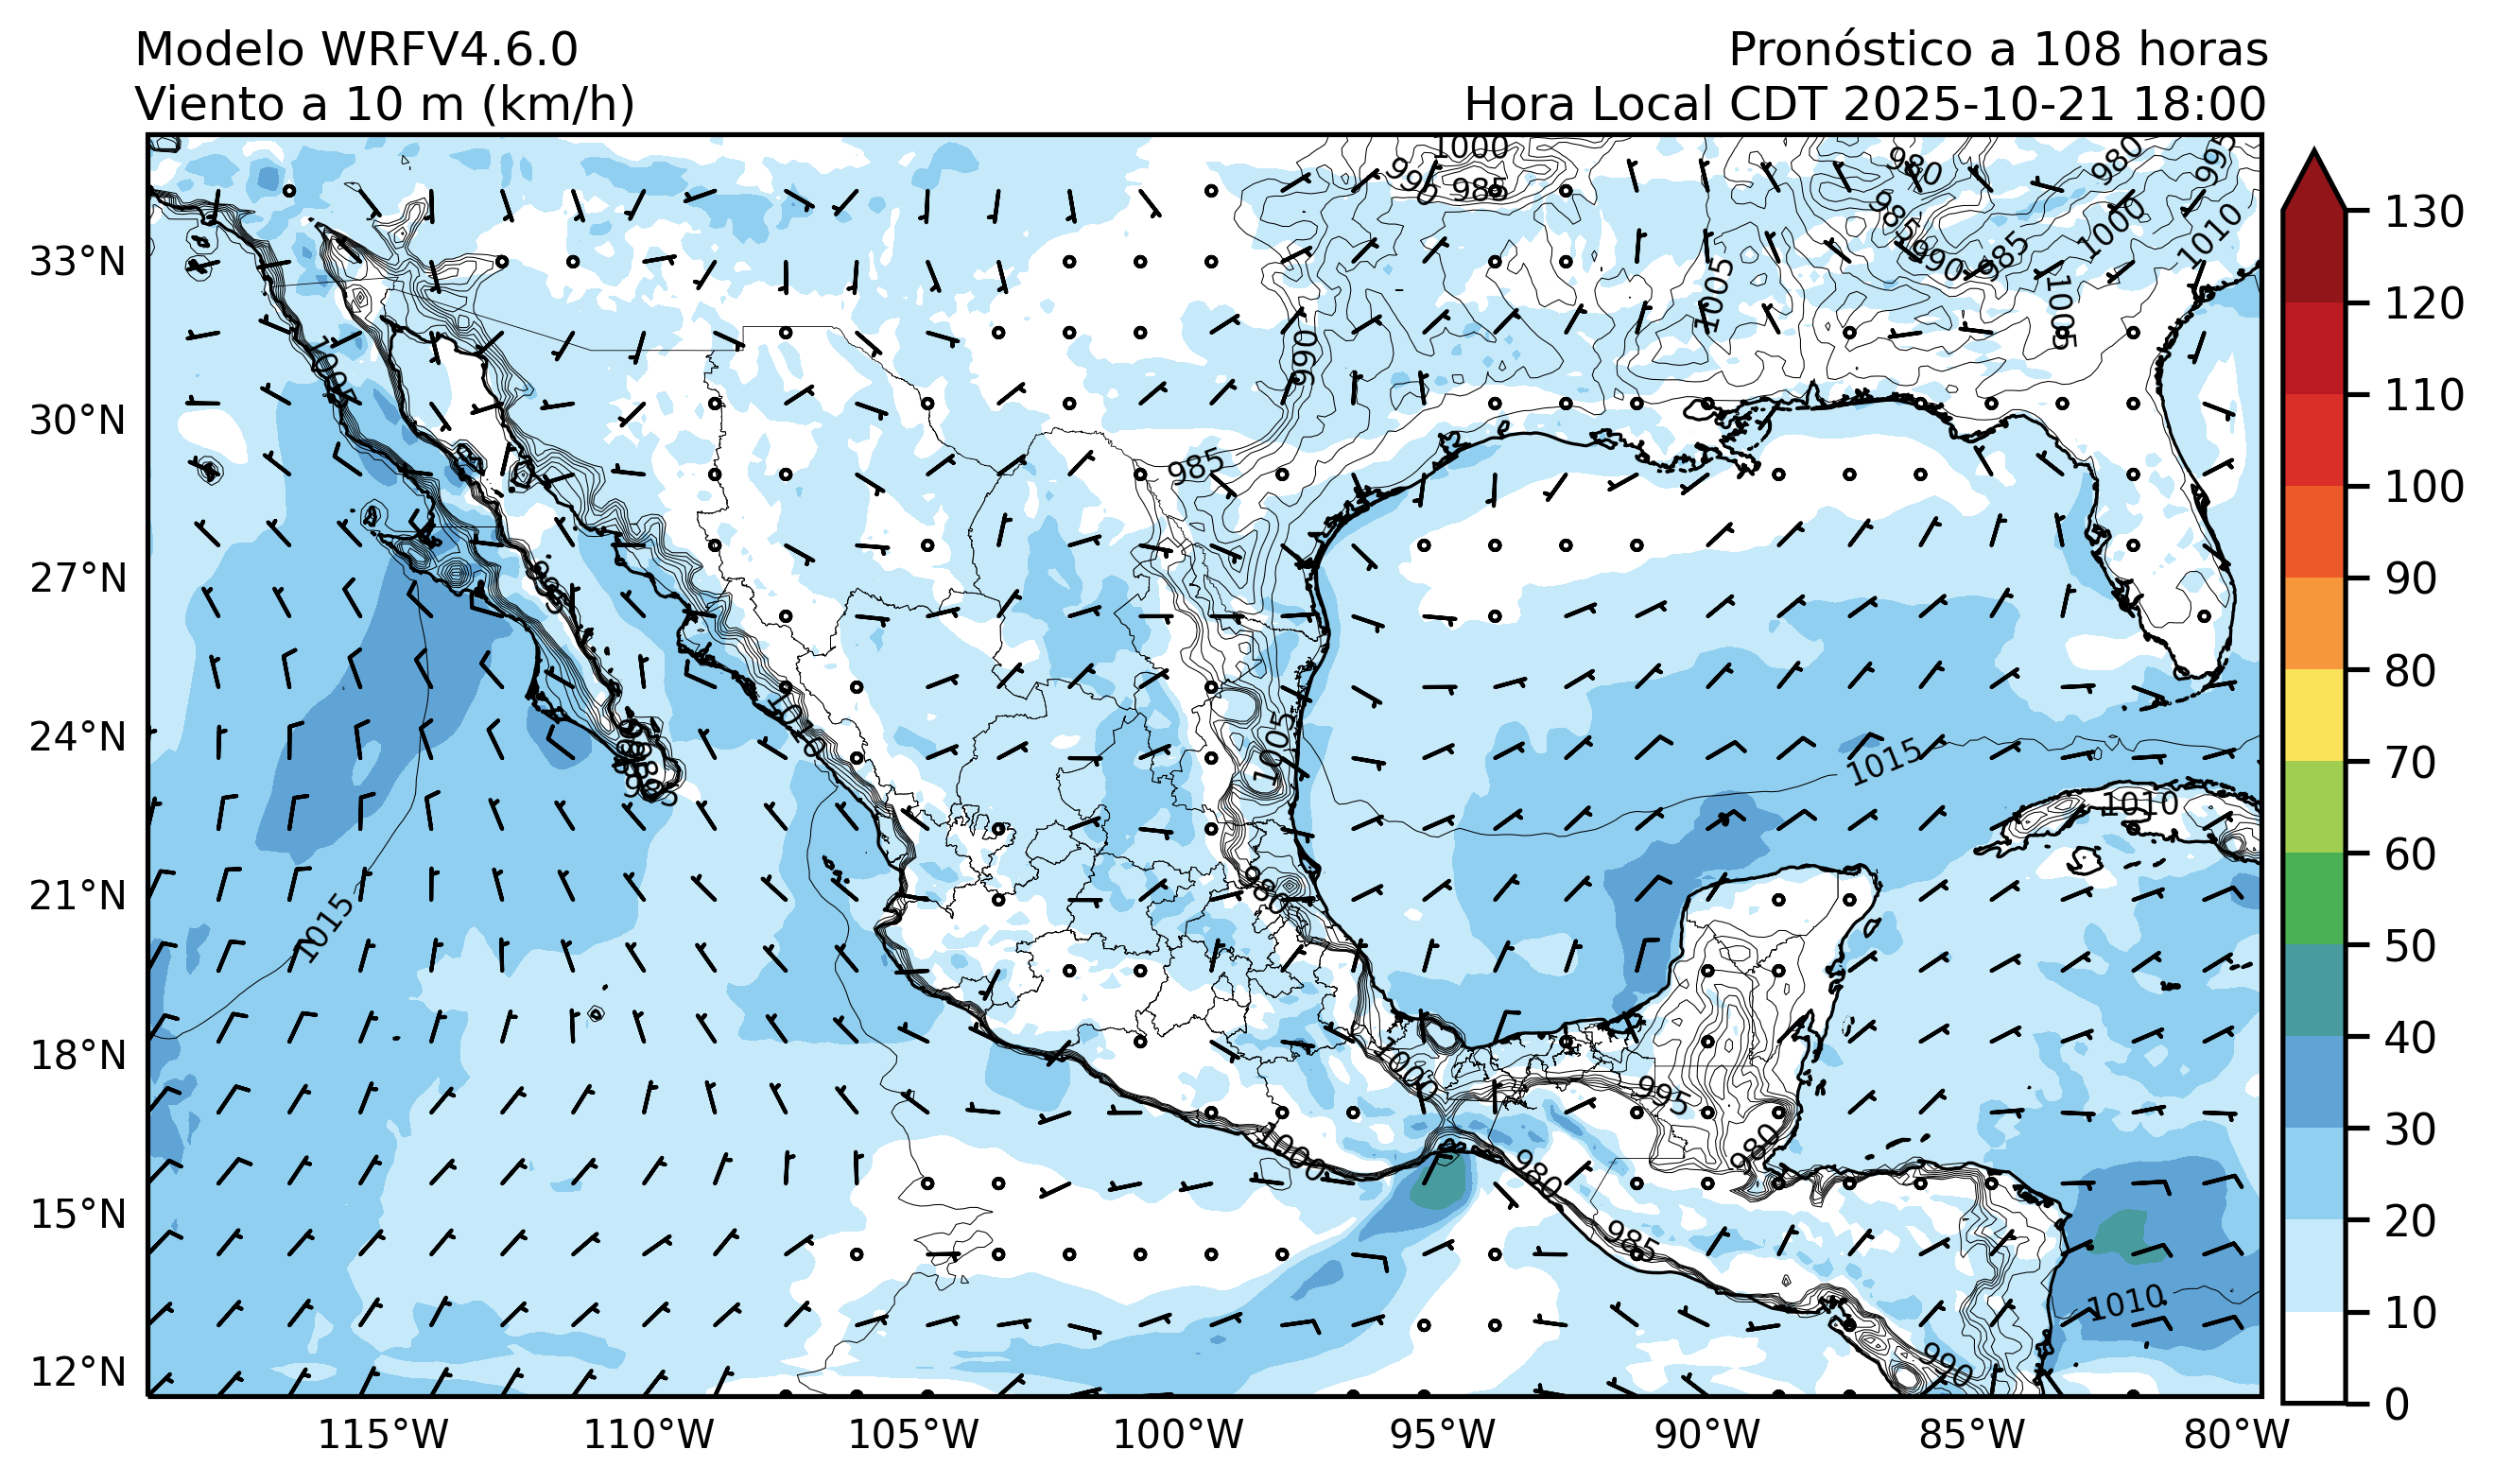 Modelo WRFV4.6.0
Viento a 10 m (km/h)
Pronóstico a 108 horas
Hora Local CDT 2025-10-21 18:00
33°N
30°N
27°N
24°N
21°N
18°N
15°N
12°N
115°W
110°W
105°W
100°W
95°W
90°W
85°W
80°W
130
120
110
100
90
80
70
60
50
40
30
20
10
0
1000
990
985
980
985
990
985
980
995
1000
1010
1005
1005
990
985
1005
1010
1005
1015
1015
1010
980
1000
995
980
1000
980
985
1010
990